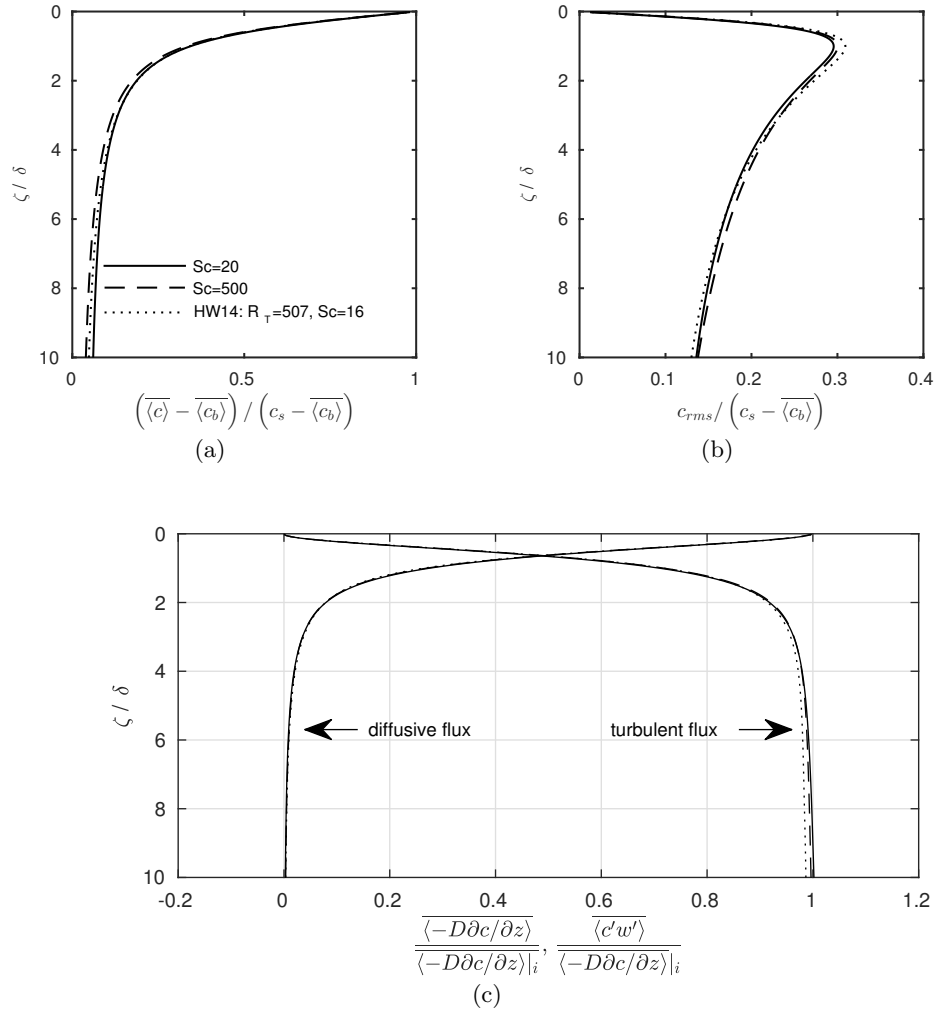 0
2
4
6
8
10
ζ / δ
Sc=20
Sc=500
HW14: R T=507, Sc=16
0 0.5 1
(⟨c⟩ − ⟨c_b⟩) / (c_s − ⟨c_b⟩)
(a)
0
2
4
6
8
10
ζ / δ
0 0.1 0.2 0.3 0.4
c_rms / (c_s − ⟨c_b⟩)
(b)
0
2
4
6
8
10
ζ / δ
diffusive flux
turbulent flux
-0.2 0 0.2 0.4 0.6 0.8 1 1.2
⟨−D∂c/∂z⟩ / ⟨−D∂c/∂z⟩|_i , ⟨c′w′⟩ / ⟨−D∂c/∂z⟩|_i
(c)